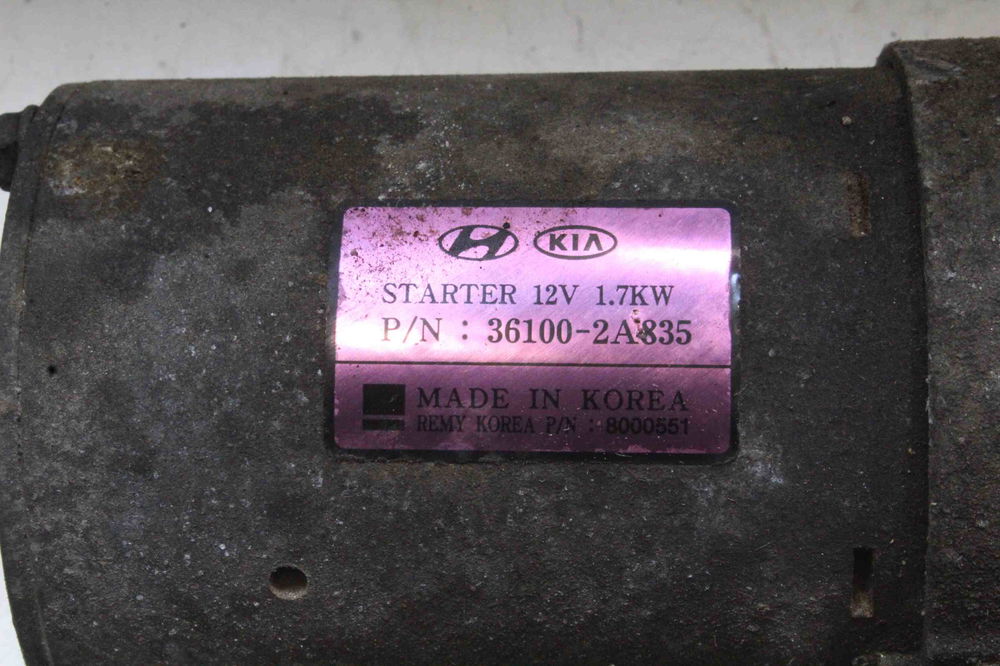 KIA
STARTER 12V 1.7KW
P/N : 36100-2A835
MADE IN KOREA
REMY KOREA P/N : 8000551